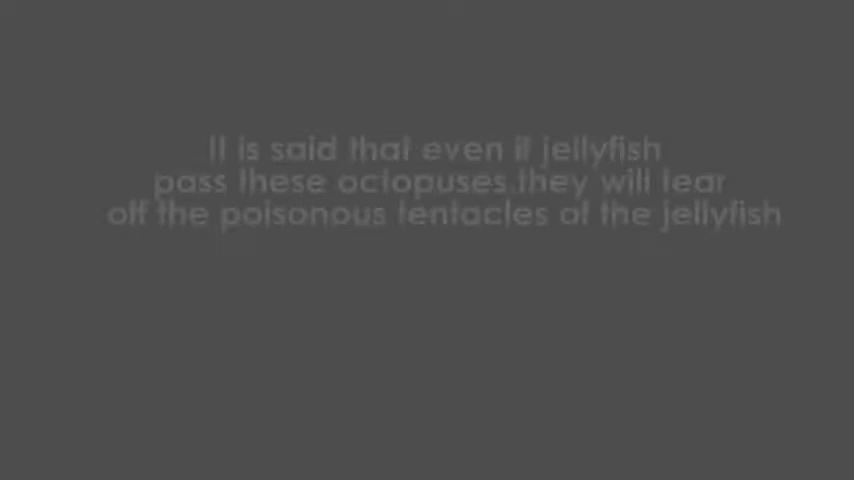 It is said that even if jellyfish
pass these octopuses, they will tear
off the poisonous tentacles of the jellyfish